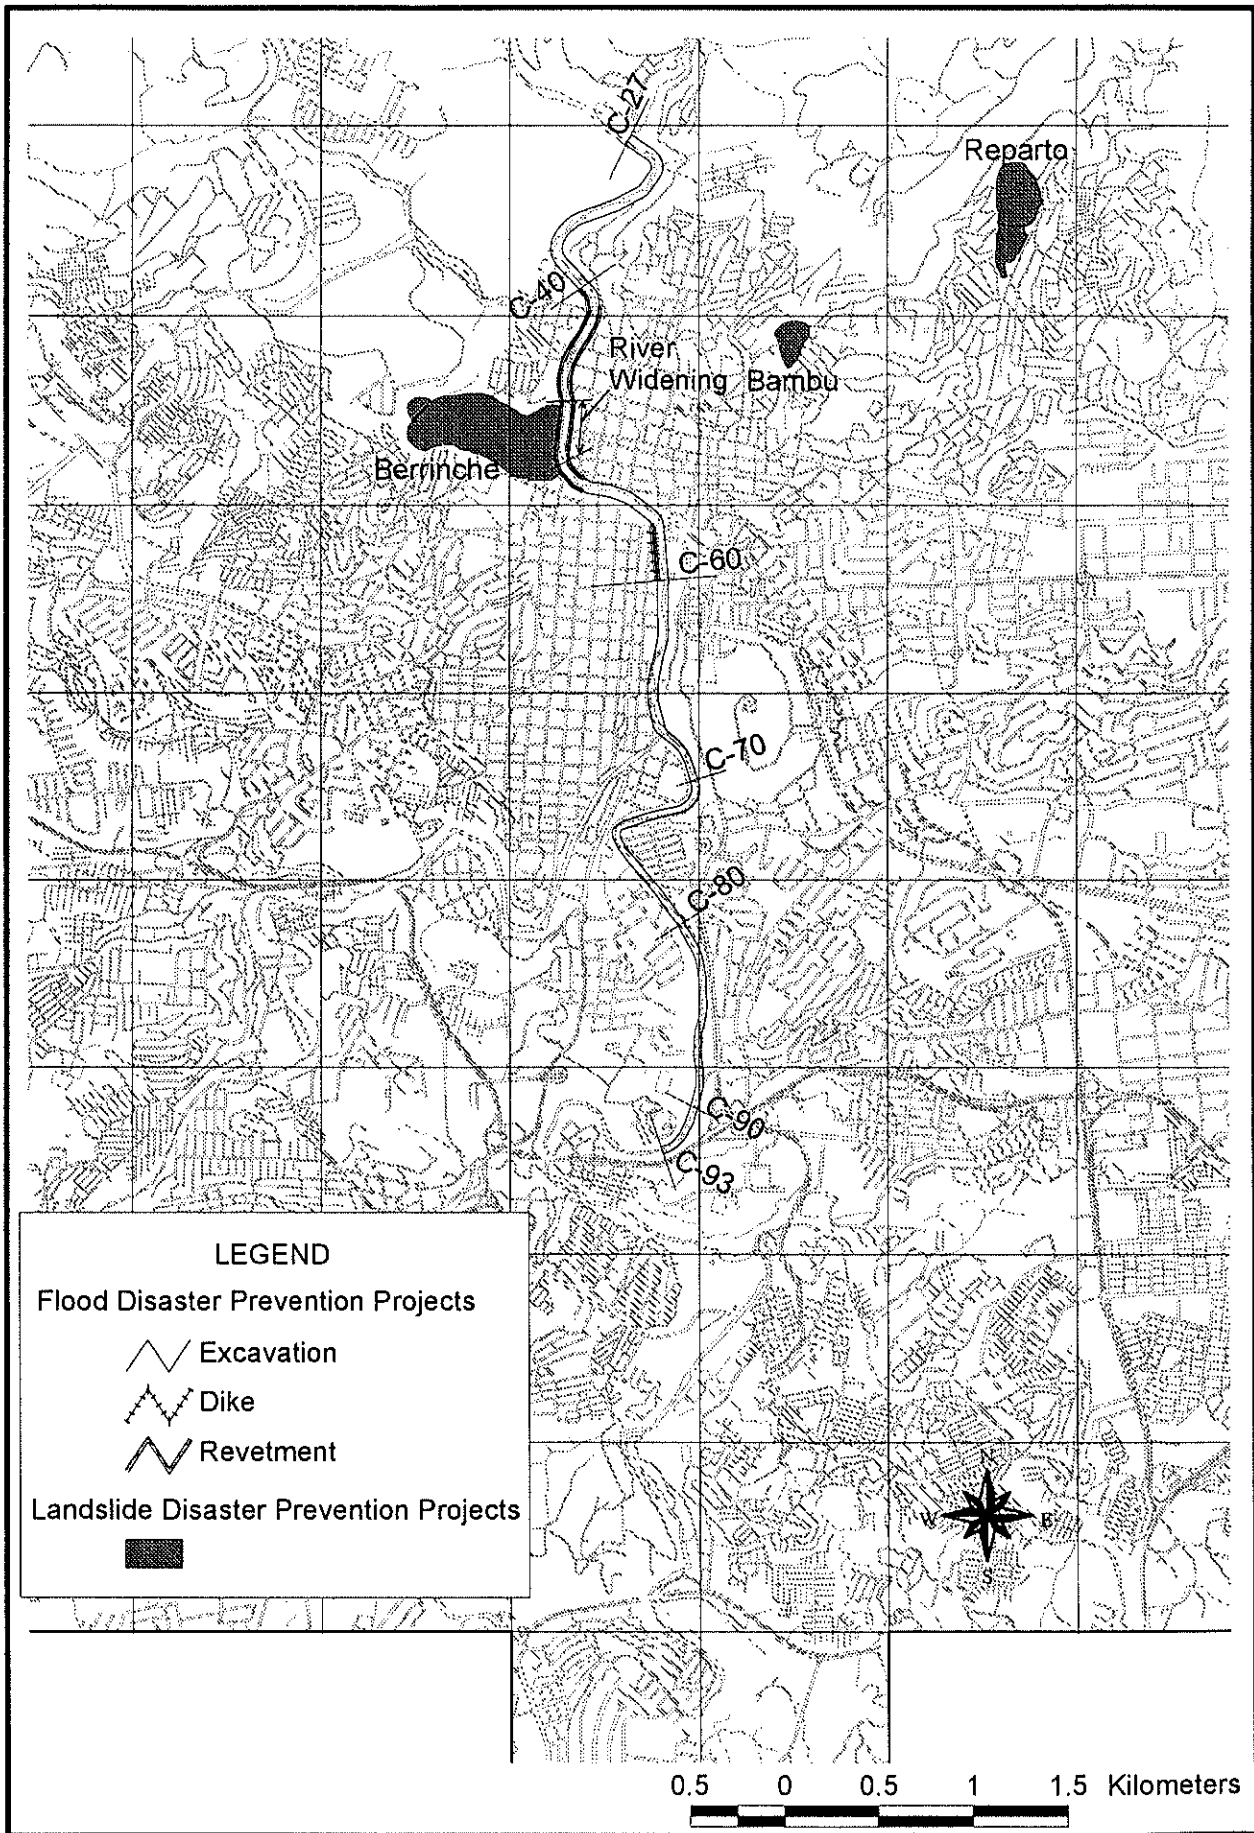 C-27
Reparto
C-40
River
Widening
Bambu
Berrinche
C-60
C-70
C-80
C-90
C-93
LEGEND
Flood Disaster Prevention Projects
Excavation
Dike
Revetment
Landslide Disaster Prevention Projects
N
W
E
S
0.5 0 0.5 1 1.5 Kilometers